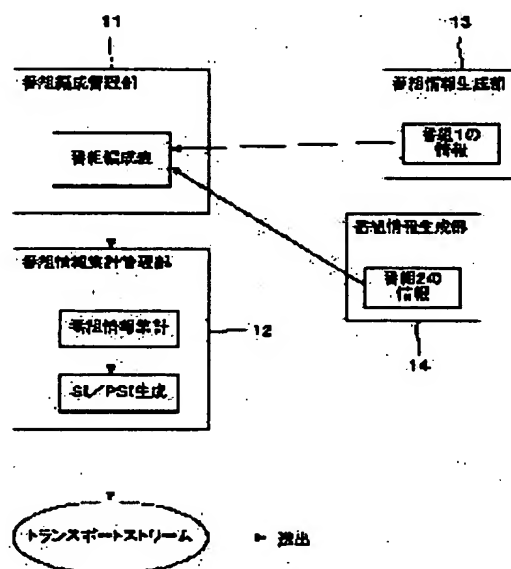 11
13
番組編成管理部
番組情報生成部
番組編成表
番組1の
情報
番組情報生成部
番組情報集計管理部
番組2の
情報
番組情報集計
12
14
SI/PSI生成
トランスポートストリーム
送出